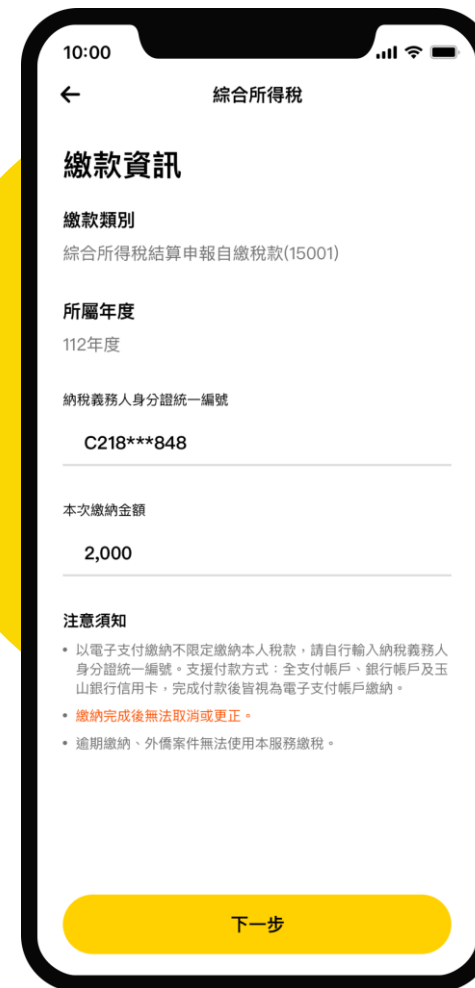 10:00
綜合所得稅
繳款資訊
繳款類別
綜合所得稅結算申報自繳稅款(15001)
所屬年度
112年度
納稅義務人身分證統一編號
C218***848
本次繳納金額
2,000
注意須知
• 以電子支付繳納不限定繳納本人稅款，請自行輸入納稅義務人
身分證統一編號。支援付款方式：全支付帳戶、銀行帳戶及玉
山銀行信用卡，完成付款後皆視為電子支付帳戶繳納。
• 繳納完成後無法取消或更正。
• 逾期繳納、外僑案件無法使用本服務繳稅。
下一步